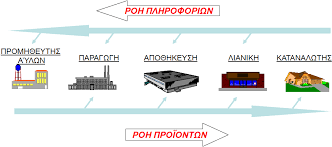 ΡΟΗ ΠΛΗΡΟΦΟΡΙΩΝ
ΠΡΟΜΗΘΕΥΤΗΣ
Α΄ΥΛΩΝ
ΠΑΡΑΓΩΓΗ
ΑΠΟΘΗΚΕΥΣΗ
ΛΙΑΝΙΚΗ
ΚΑΤΑΝΑΛΩΤΗΣ
ΡΟΗ ΠΡΟΪΟΝΤΩΝ